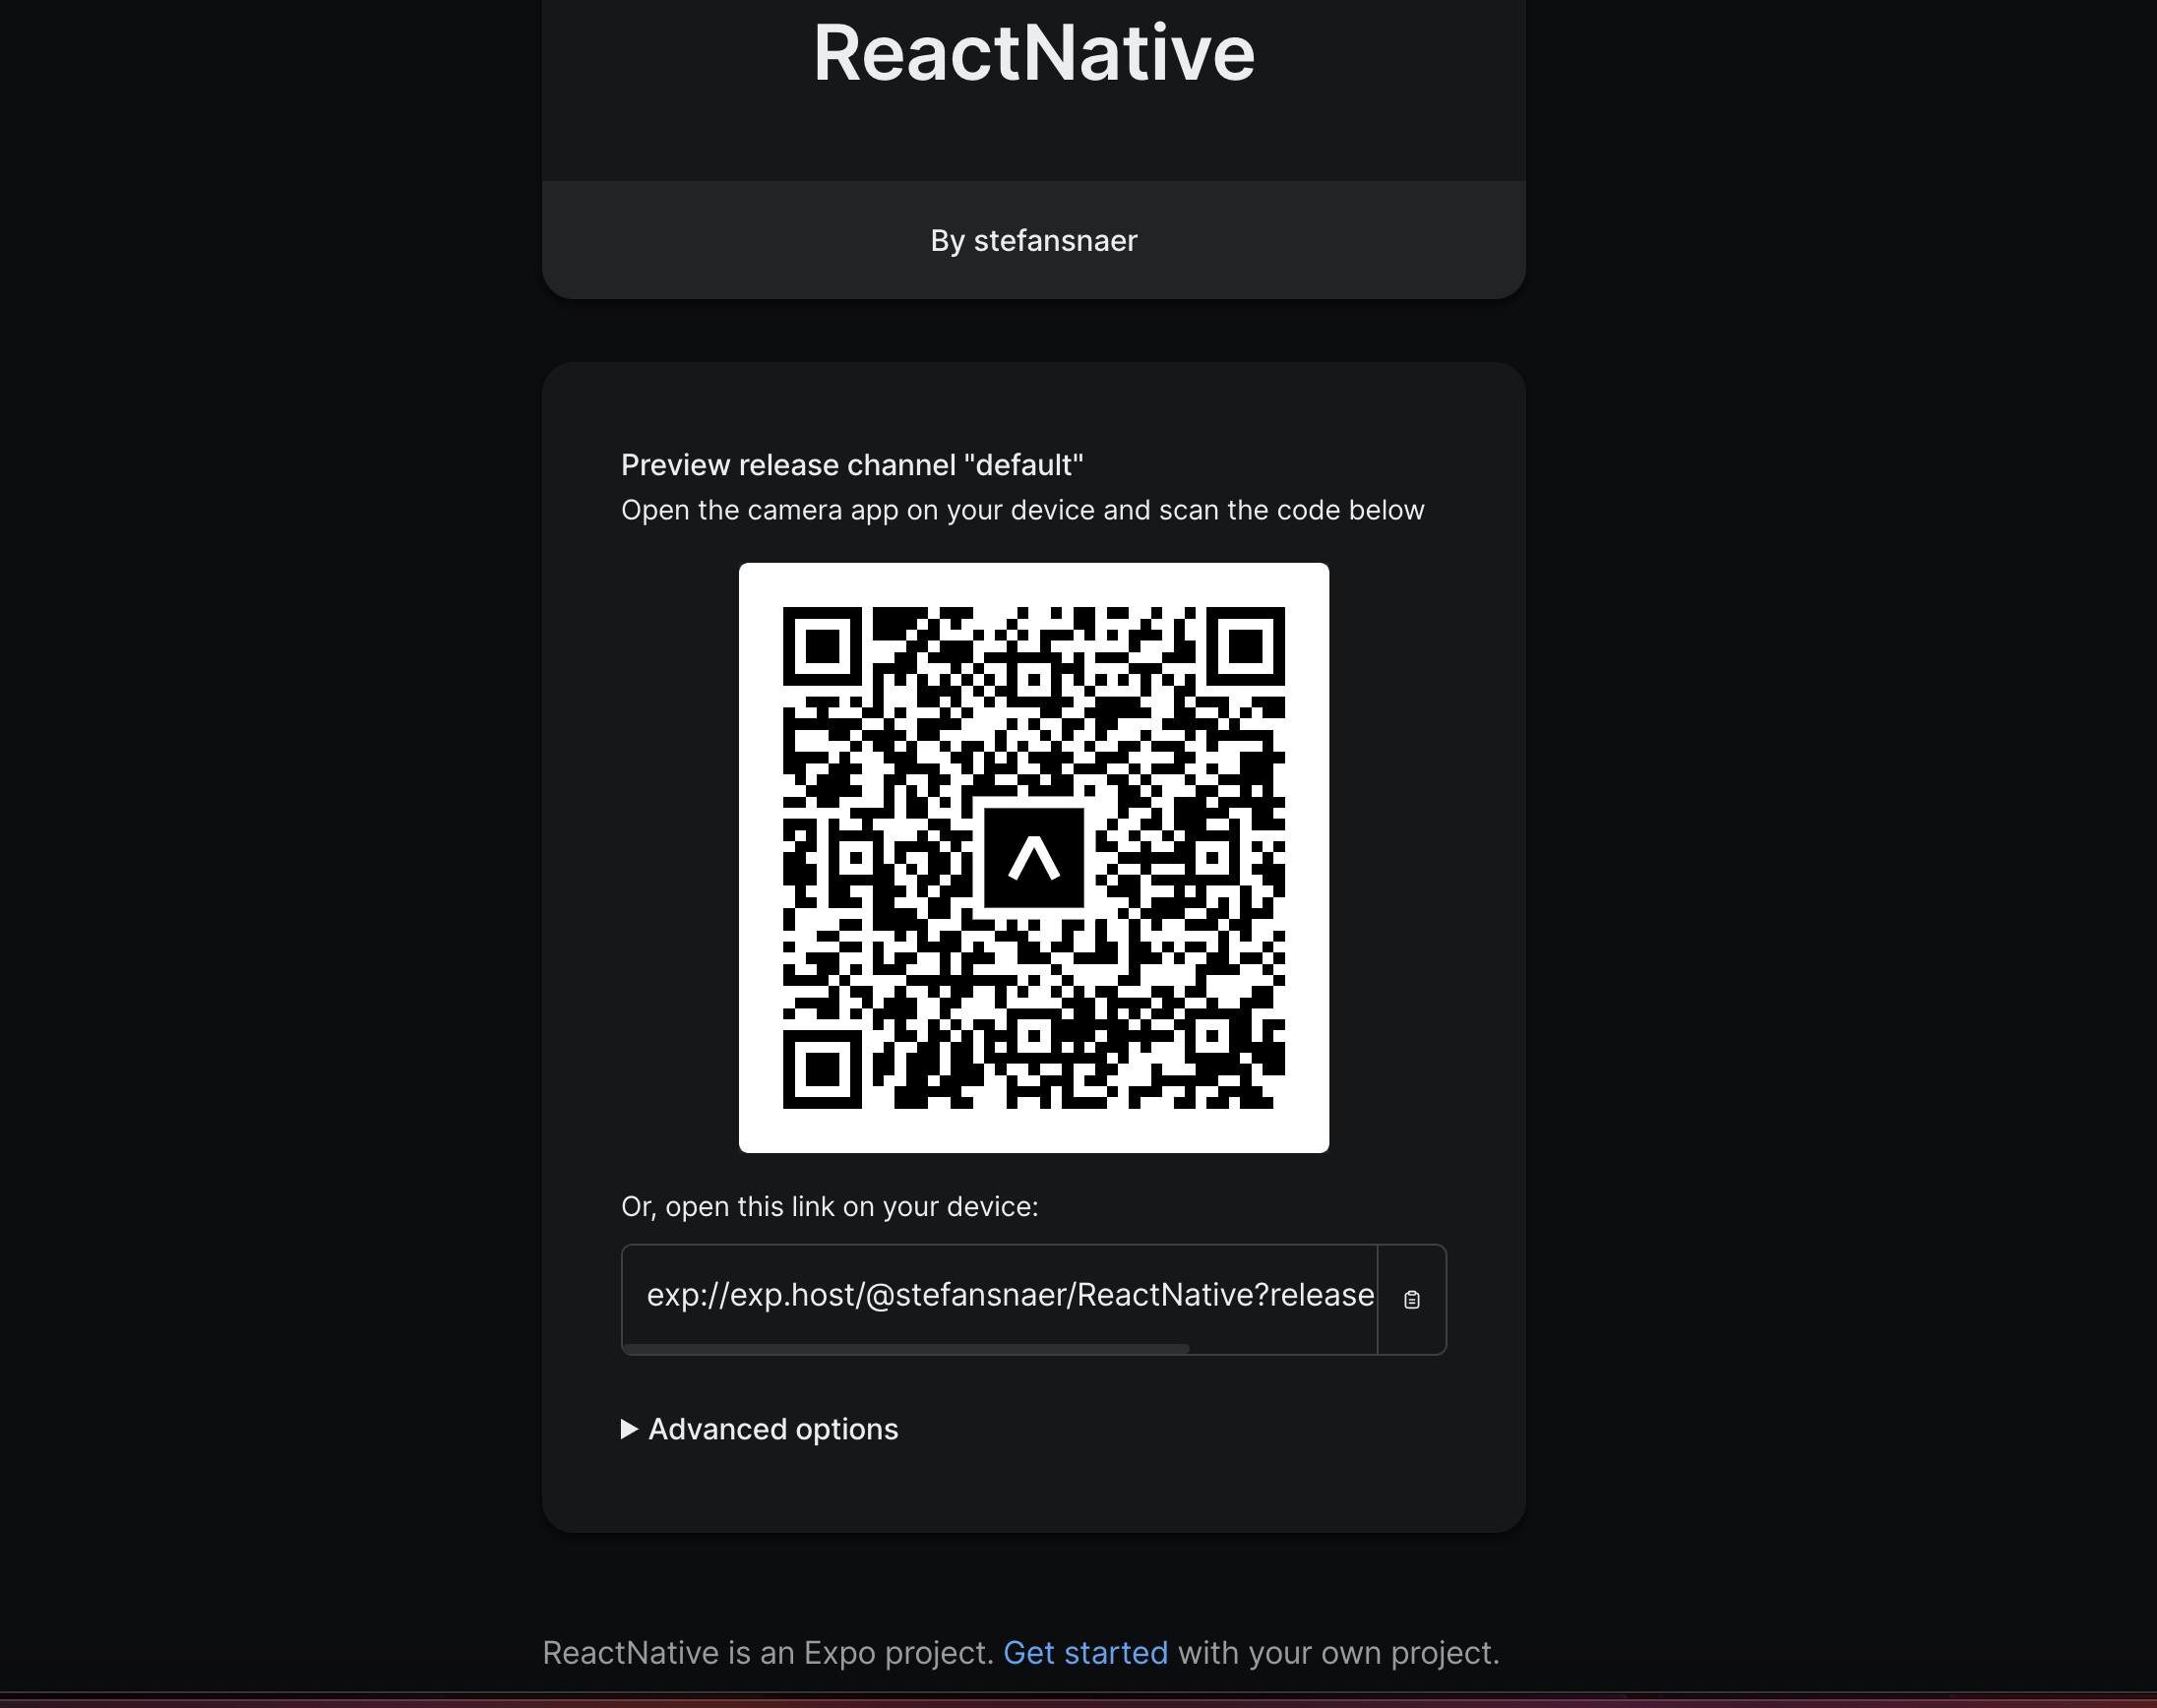 ReactNative
By stefansnaer
Preview release channel "default"
Open the camera app on your device and scan the code below
Or, open this link on your device:
exp://exp.host/@stefansnaer/ReactNative?release
Advanced options
ReactNative is an Expo project. Get started with your own project.